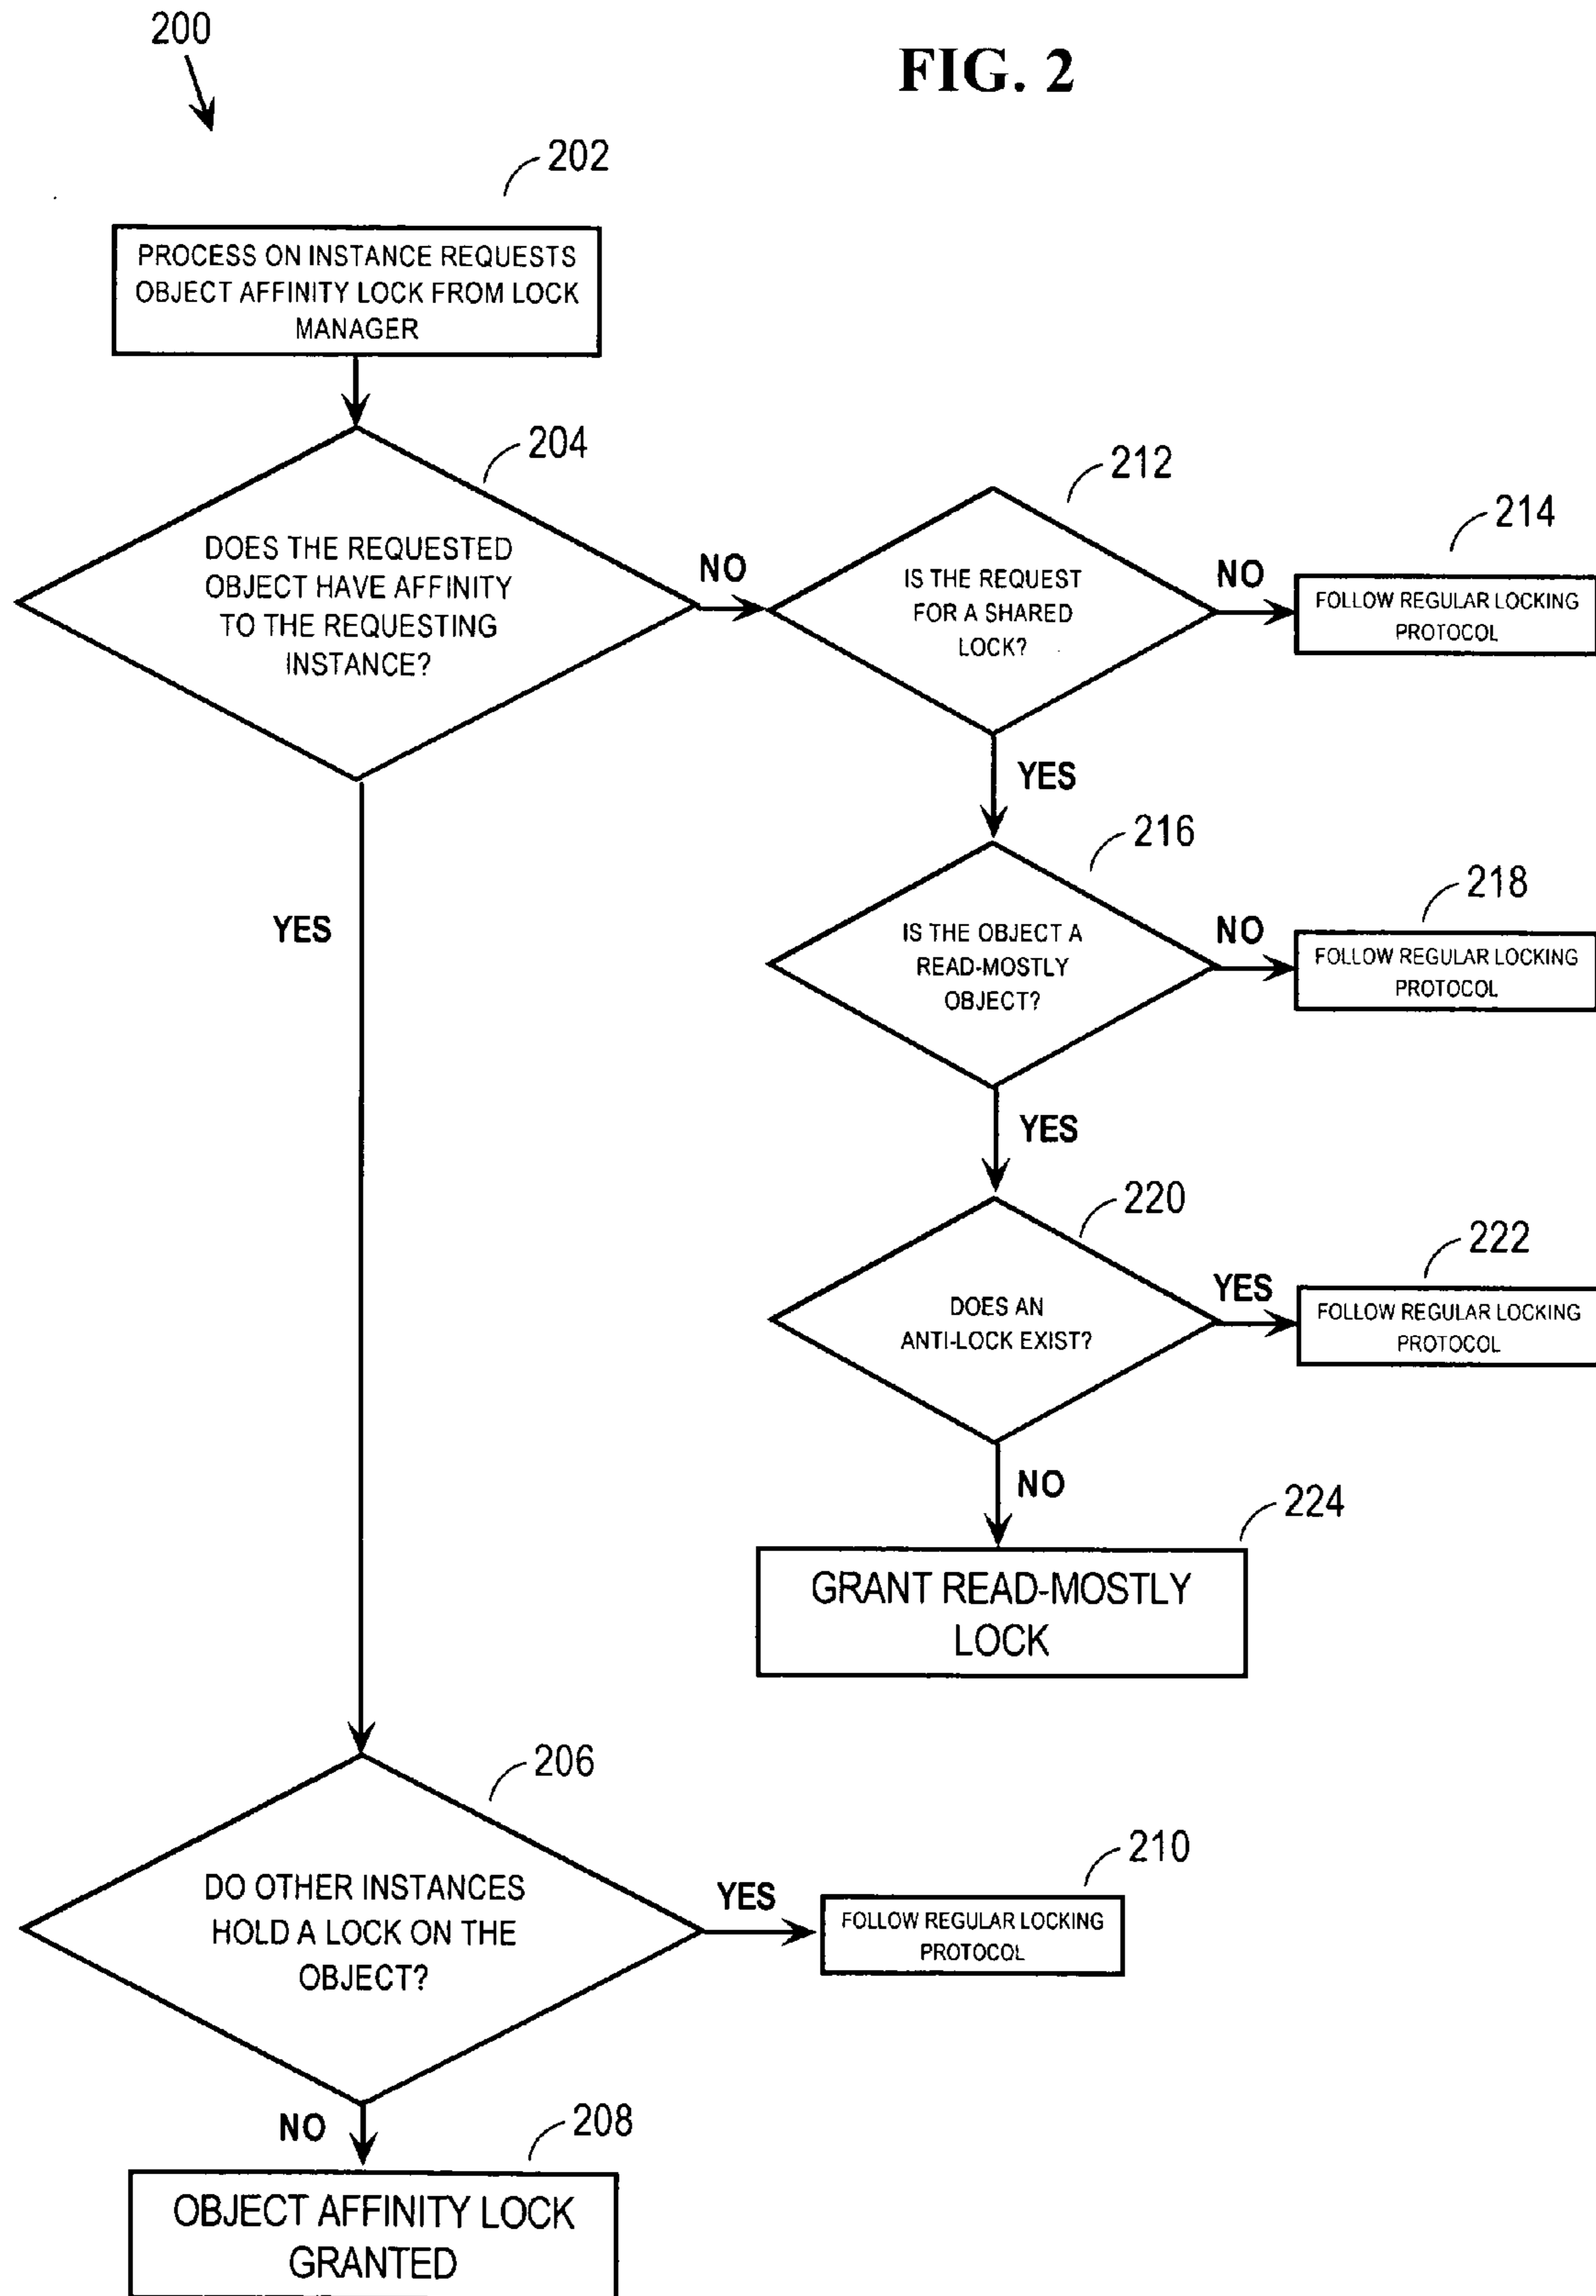 200
FIG. 2
202
PROCESS ON INSTANCE REQUESTS
OBJECT AFFINITY LOCK FROM LOCK
MANAGER
204
DOES THE REQUESTED
OBJECT HAVE AFFINITY
TO THE REQUESTING
INSTANCE?
NO
212
IS THE REQUEST
FOR A SHARED
LOCK?
NO
214
FOLLOW REGULAR LOCKING
PROTOCOL
YES
216
IS THE OBJECT A
READ-MOSTLY
OBJECT?
NO
218
FOLLOW REGULAR LOCKING
PROTOCOL
YES
YES
220
DOES AN
ANTI-LOCK EXIST?
YES
222
FOLLOW REGULAR LOCKING
PROTOCOL
NO
224
GRANT READ-MOSTLY
LOCK
206
DO OTHER INSTANCES
HOLD A LOCK ON THE
OBJECT?
YES
210
FOLLOW REGULAR LOCKING
PROTOCOL
NO
208
OBJECT AFFINITY LOCK
GRANTED